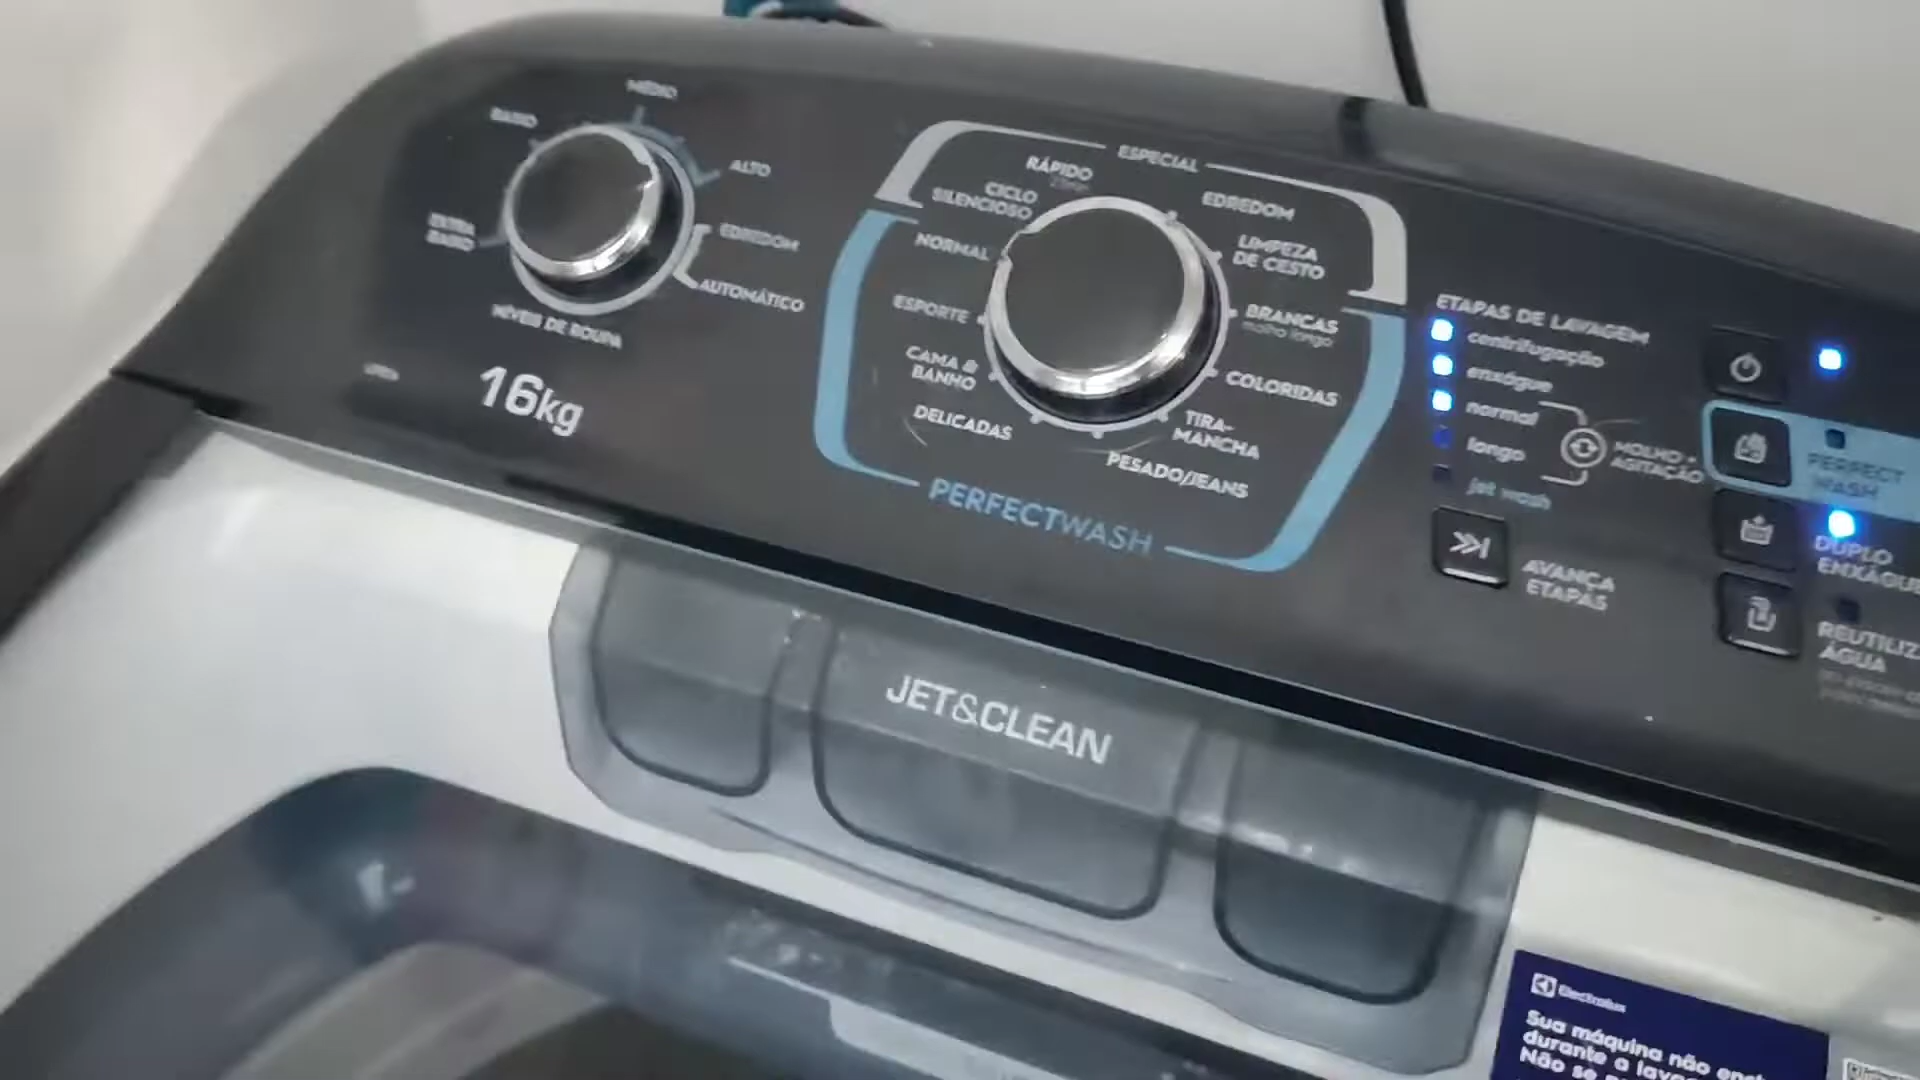 MÉDIO
BAIXO
ALTO
EXTRA
BAIXO
EDREDOM
AUTOMÁTICO
NÍVEIS DE ROUPA
16kg
ESPECIAL
RÁPIDO
CICLO
SILENCIOSO
NORMAL
ESPORTE
CAMA &
BANHO
DELICADAS
EDREDOM
LIMPEZA
DE CESTO
BRANCAS
molho longo
COLORIDAS
TIRA-
MANCHA
PESADO/JEANS
PERFECTWASH
ETAPAS DE LAVAGEM
centrifugação
enxágue
normal
longo
jet wash
MOLHO +
AGITAÇÃO
AVANÇA
ETAPAS
PERFECT
WASH
DUPLO
ENXÁGUE
REUTILIZ
ÁGUA
JET&CLEAN
Electrolux
Sua máquina não
durante a
Não se